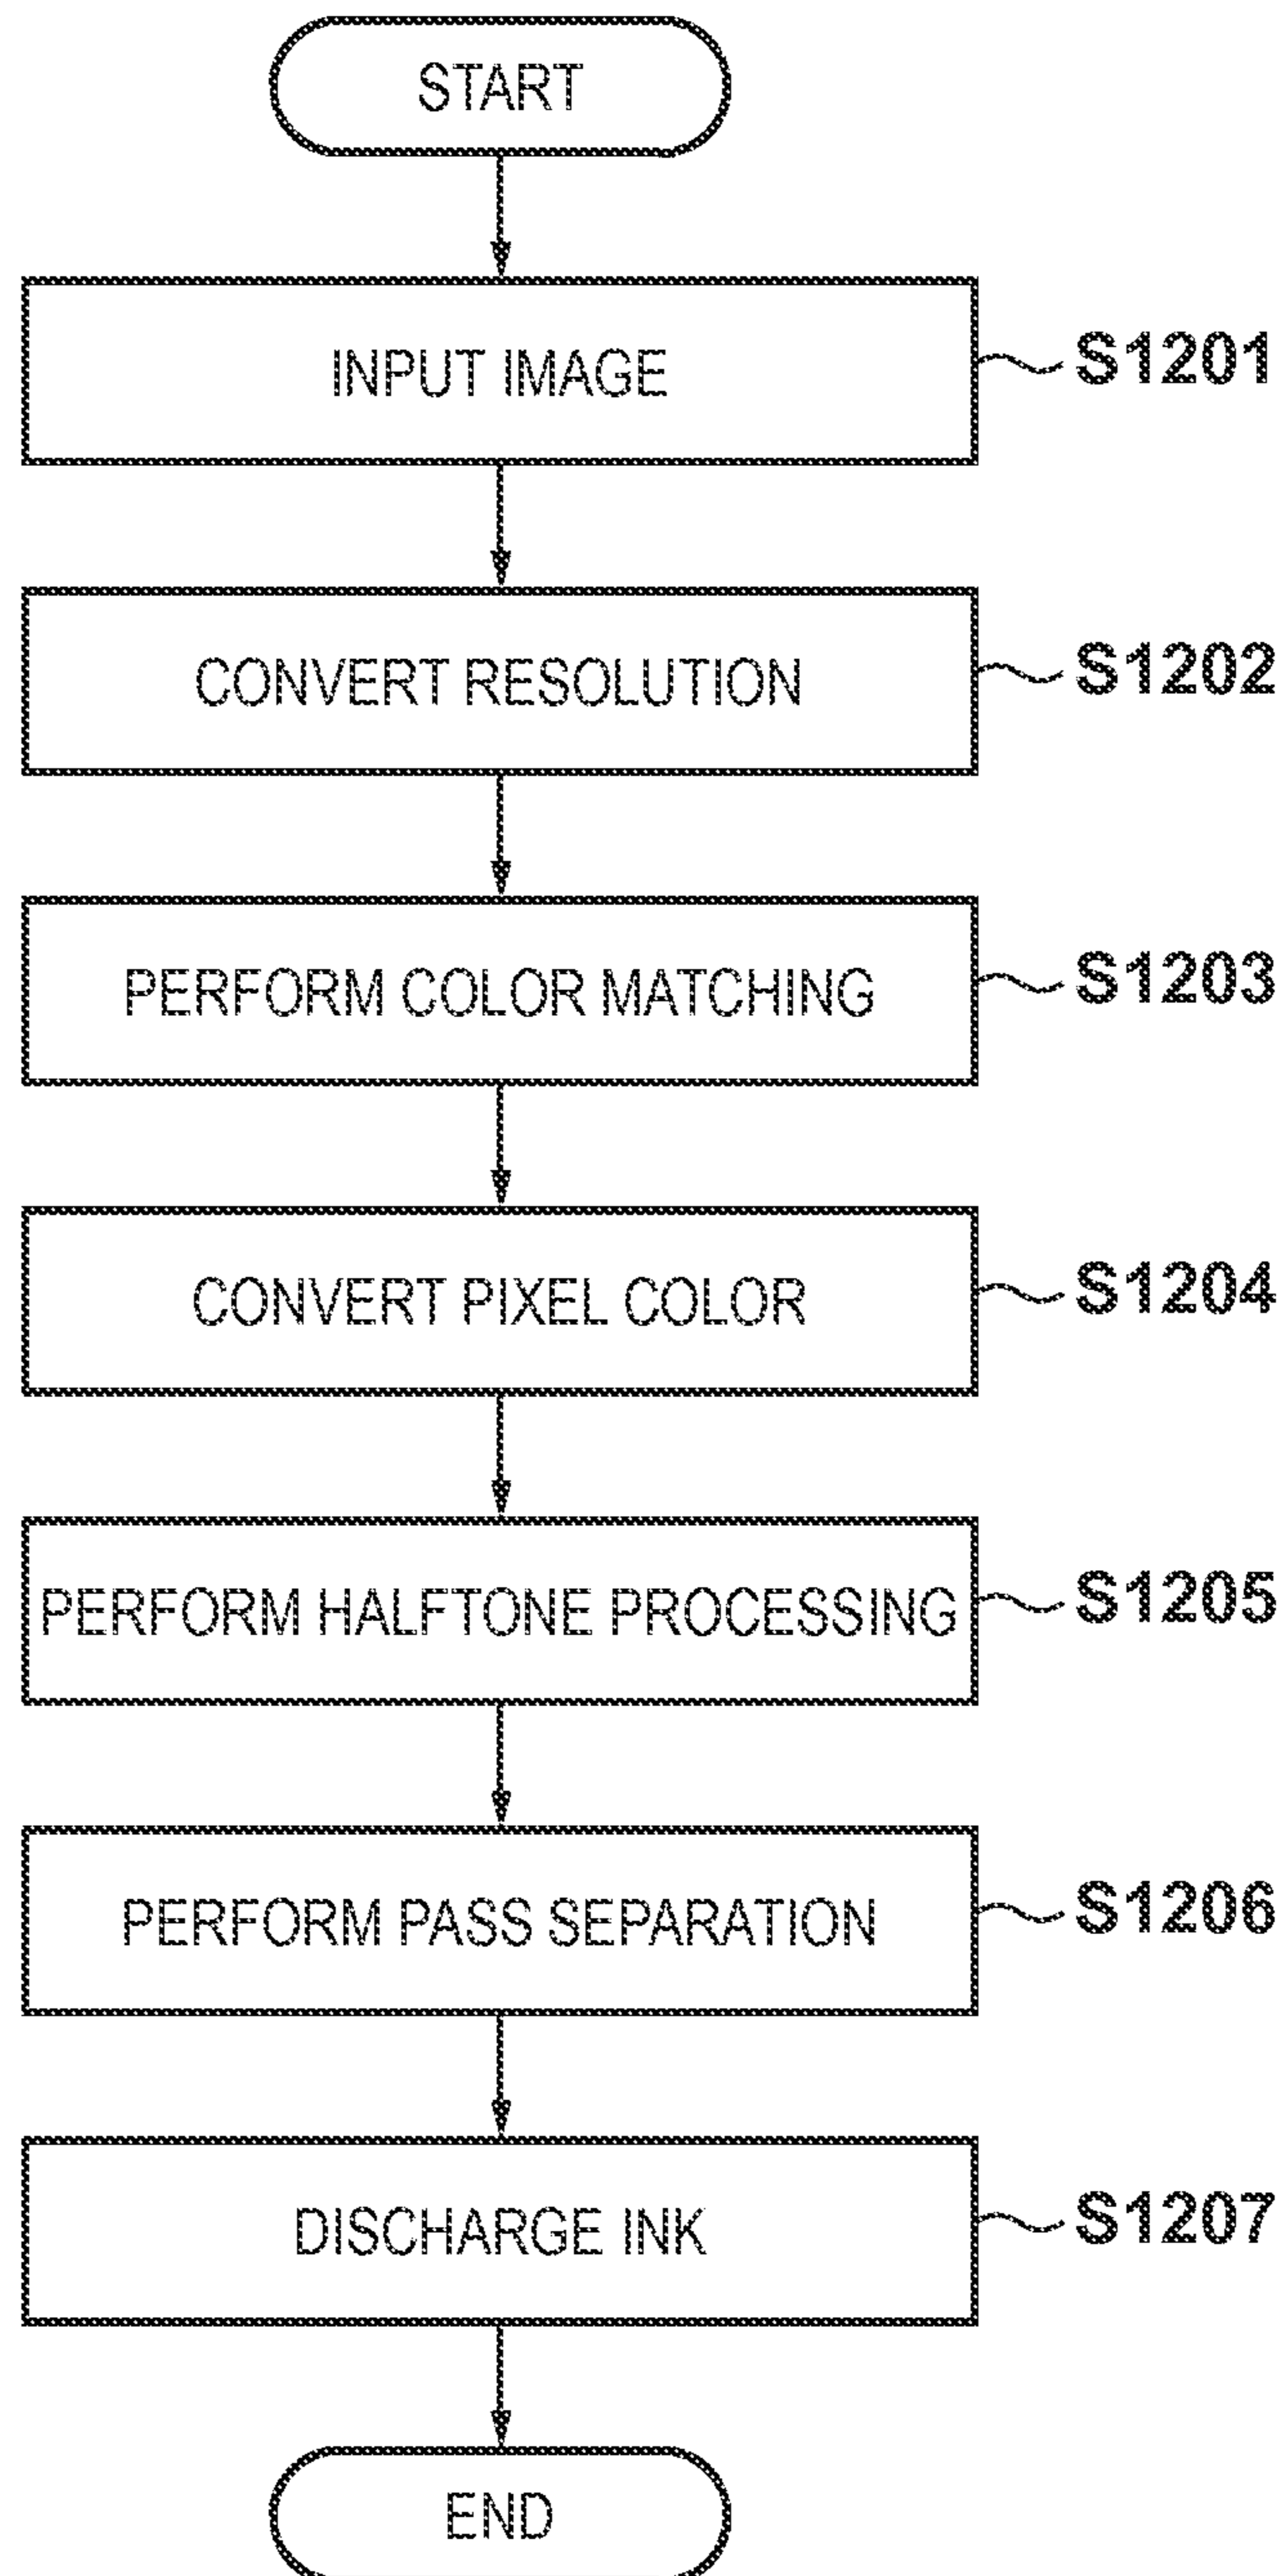 START
INPUT IMAGE
S1201
CONVERT RESOLUTION
S1202
PERFORM COLOR MATCHING
S1203
CONVERT PIXEL COLOR
S1204
PERFORM HALFTONE PROCESSING
S1205
PERFORM PASS SEPARATION
S1206
DISCHARGE INK
S1207
END